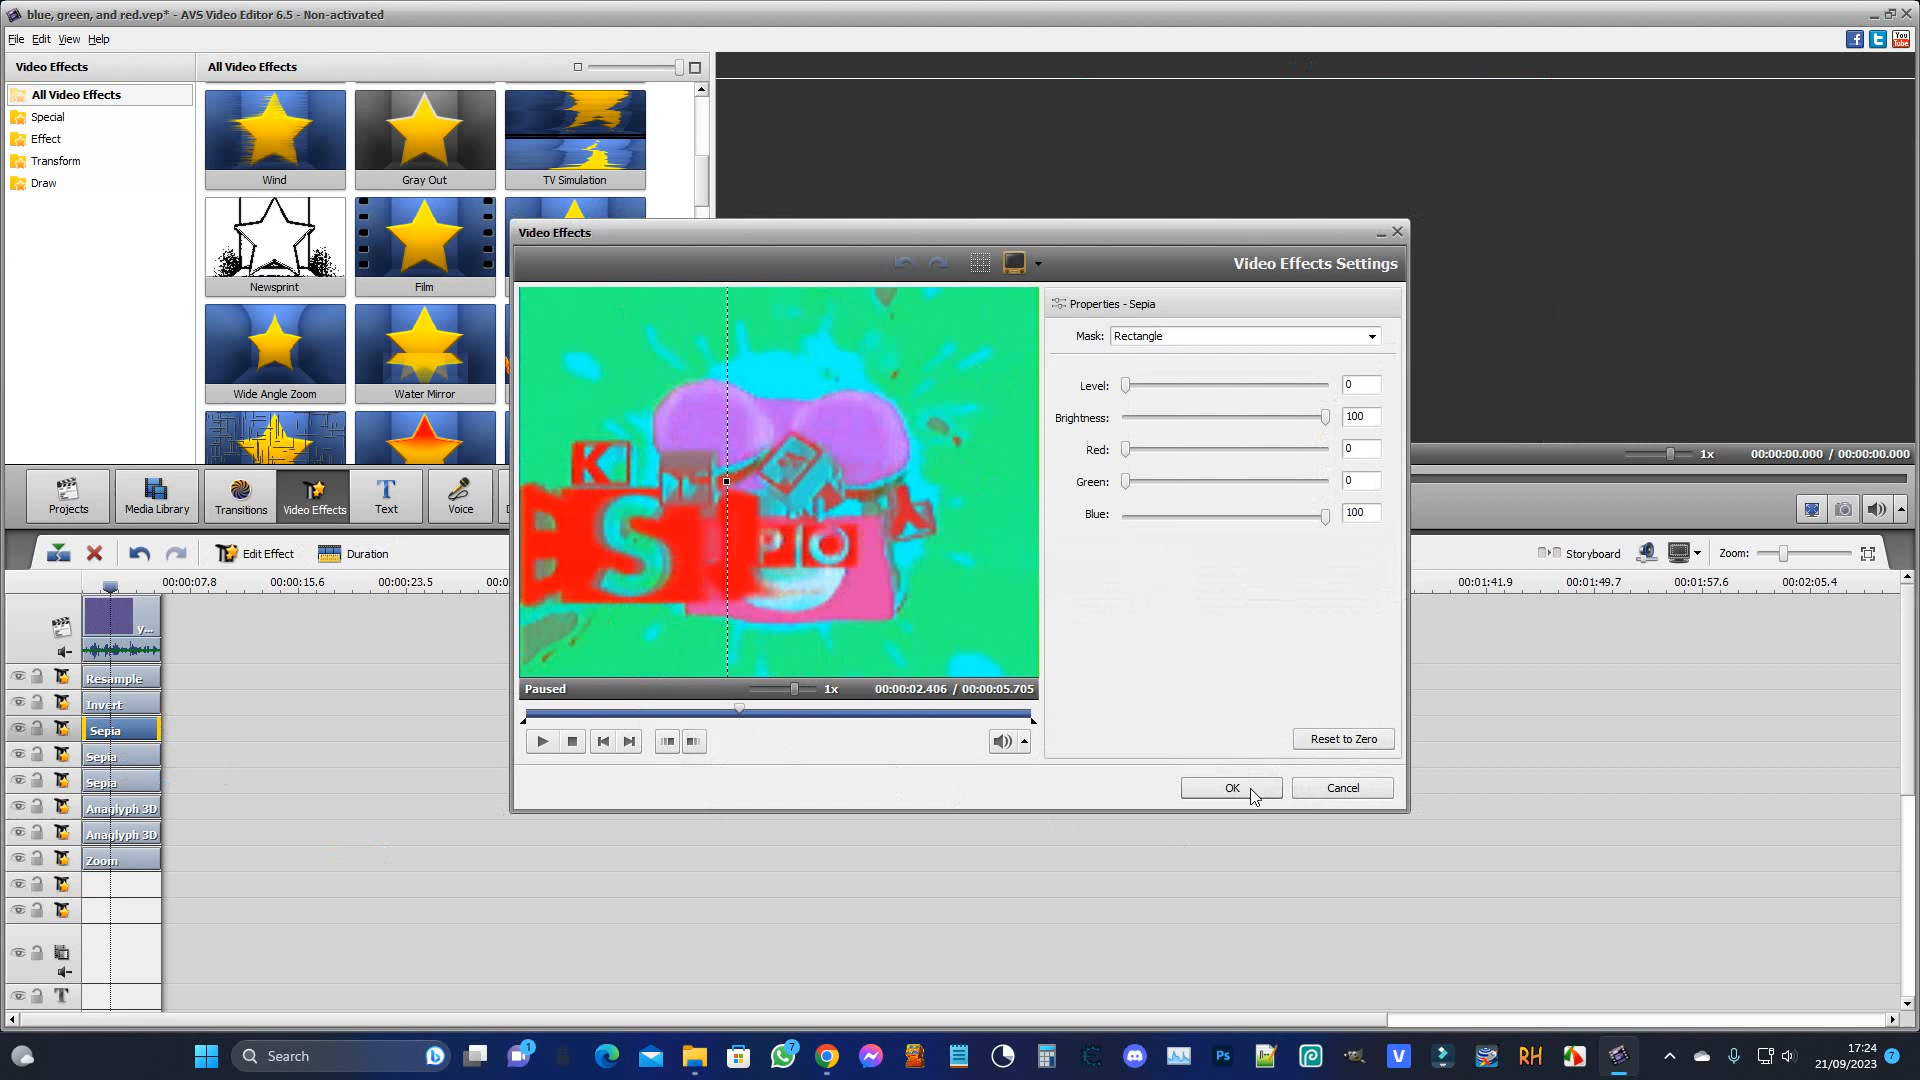 blue, green, and red.vep* - AVS Video Editor 6.5 - Non-activated
File Edit View Help
f t You Tube
Video Effects
All Video Effects
All Video Effects
Special
Effect
Transform
Draw
Wind Gray Out TV Simulation
Newsprint Film
Wide Angle Zoom Water Mirror
Video Effects
Video Effects Settings
Properties - Sepia
Mask: Rectangle
Level: 0
Brightness: 100
Red: 0
Green: 0
Blue: 100
K
S
P O
Paused 1x 00:00:02.406 / 00:00:05.705
Reset to Zero
OK Cancel
1x 00:00:00.000 / 00:00:00.000
Projects Media Library Transitions Video Effects Text Voice
Edit Effect Duration
Storyboard Zoom:
00:00:07.8 00:00:15.6 00:00:23.5 00:01:41.9 00:01:49.7 00:01:57.6 00:02:05.4
y...
Resample
Invert
Sepia
Sepia
Sepia
Anaglyph 3D
Anaglyph 3D
Zoom
T
Search
1
7
Ps
V
RH
17:24
21/09/2023
7